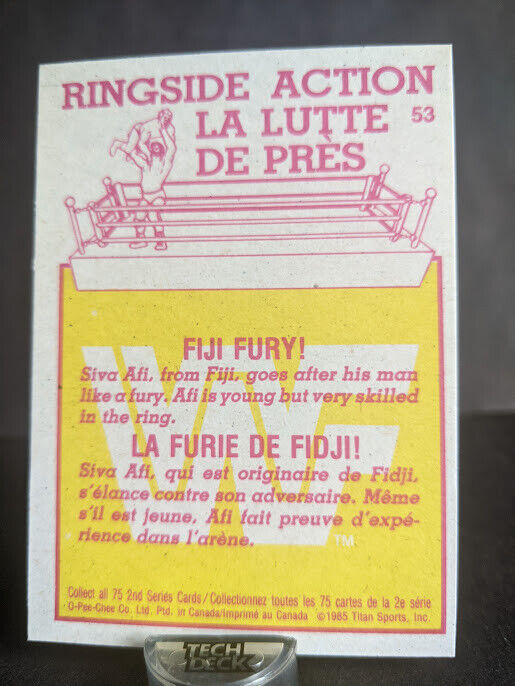 RINGSIDE ACTION
LA LUTTE 53
DE PRÈS
FIJI FURY!
Siva Afi, from Fiji, goes after his man
like a fury. Afi is young but very skilled
in the ring.
LA FURIE DE FIDJI!
Siva Afi, qui est originaire de Fidji,
s'élance contre son adversaire. Même
s'il est jeune, Afi fait preuve d'expé-
rience dans l'arène.
TM
Collect all 75 2nd Series Cards/Collectionnez toutes les 75 cartes de la 2e série
O-Pee-Chee Co. Ltd. Ptd. in Canada/Imprimé au Canada ©1985 Titan Sports, Inc.
TECH
DECK